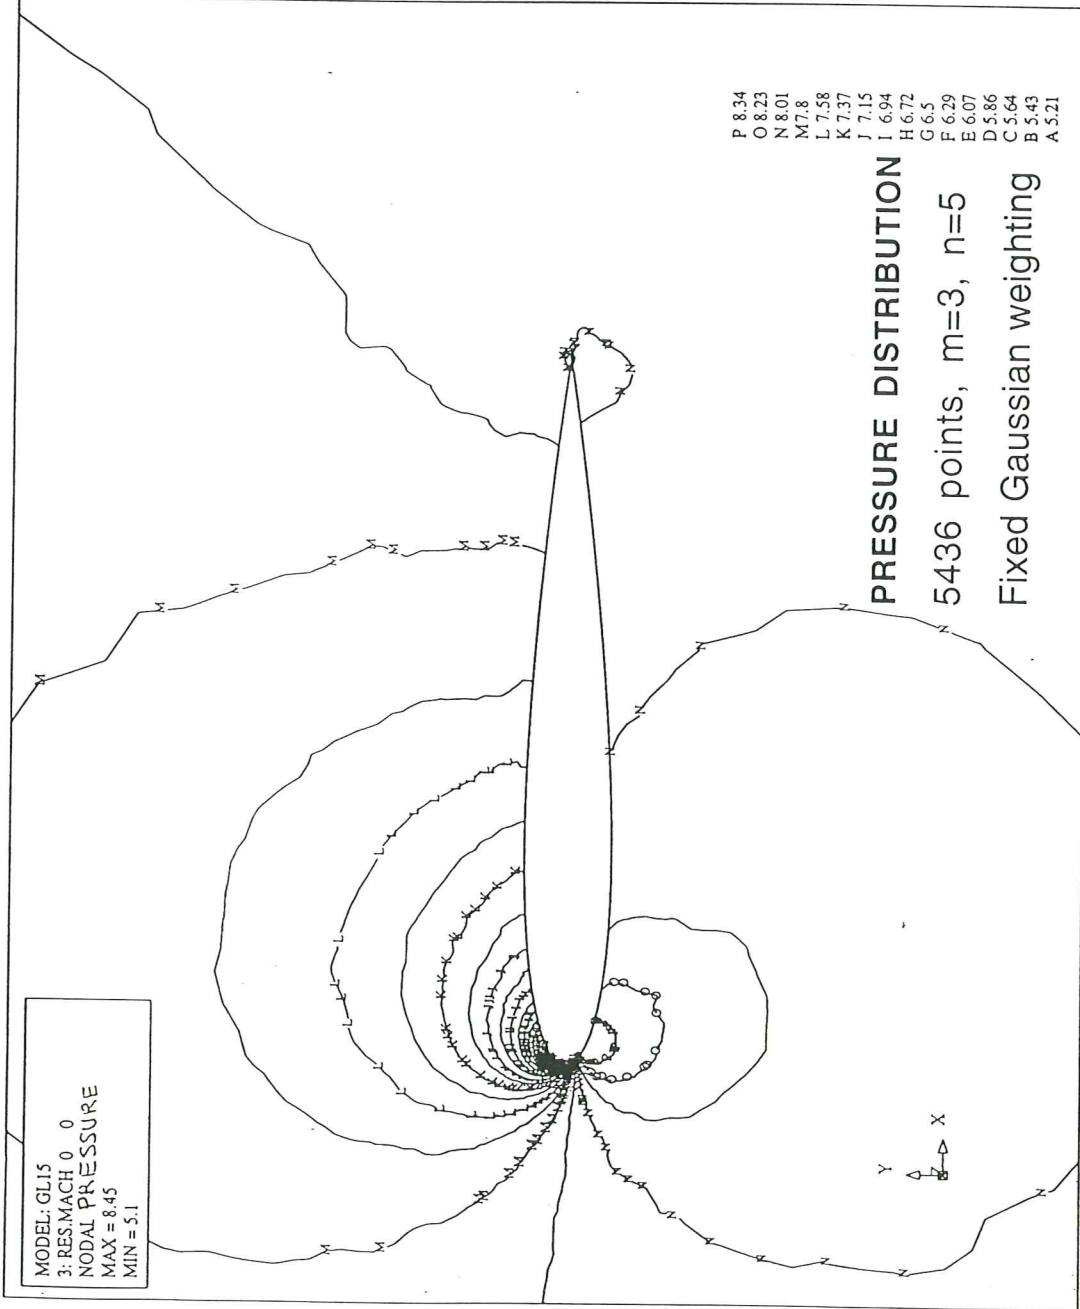 MODEL: GL15
3: RES.MACH 0 0
NODAL PRESSURE
MAX = 8.45
MIN = 5.1
P 8.34
O 8.23
N 8.01
M 7.8
L 7.58
K 7.37
J 7.15
I 6.94
H 6.72
G 6.5
F 6.29
E 6.07
D 5.86
C 5.64
B 5.43
A 5.21
PRESSURE DISTRIBUTION
5436 points, m=3, n=5
Fixed Gaussian weighting
Y
Z
X